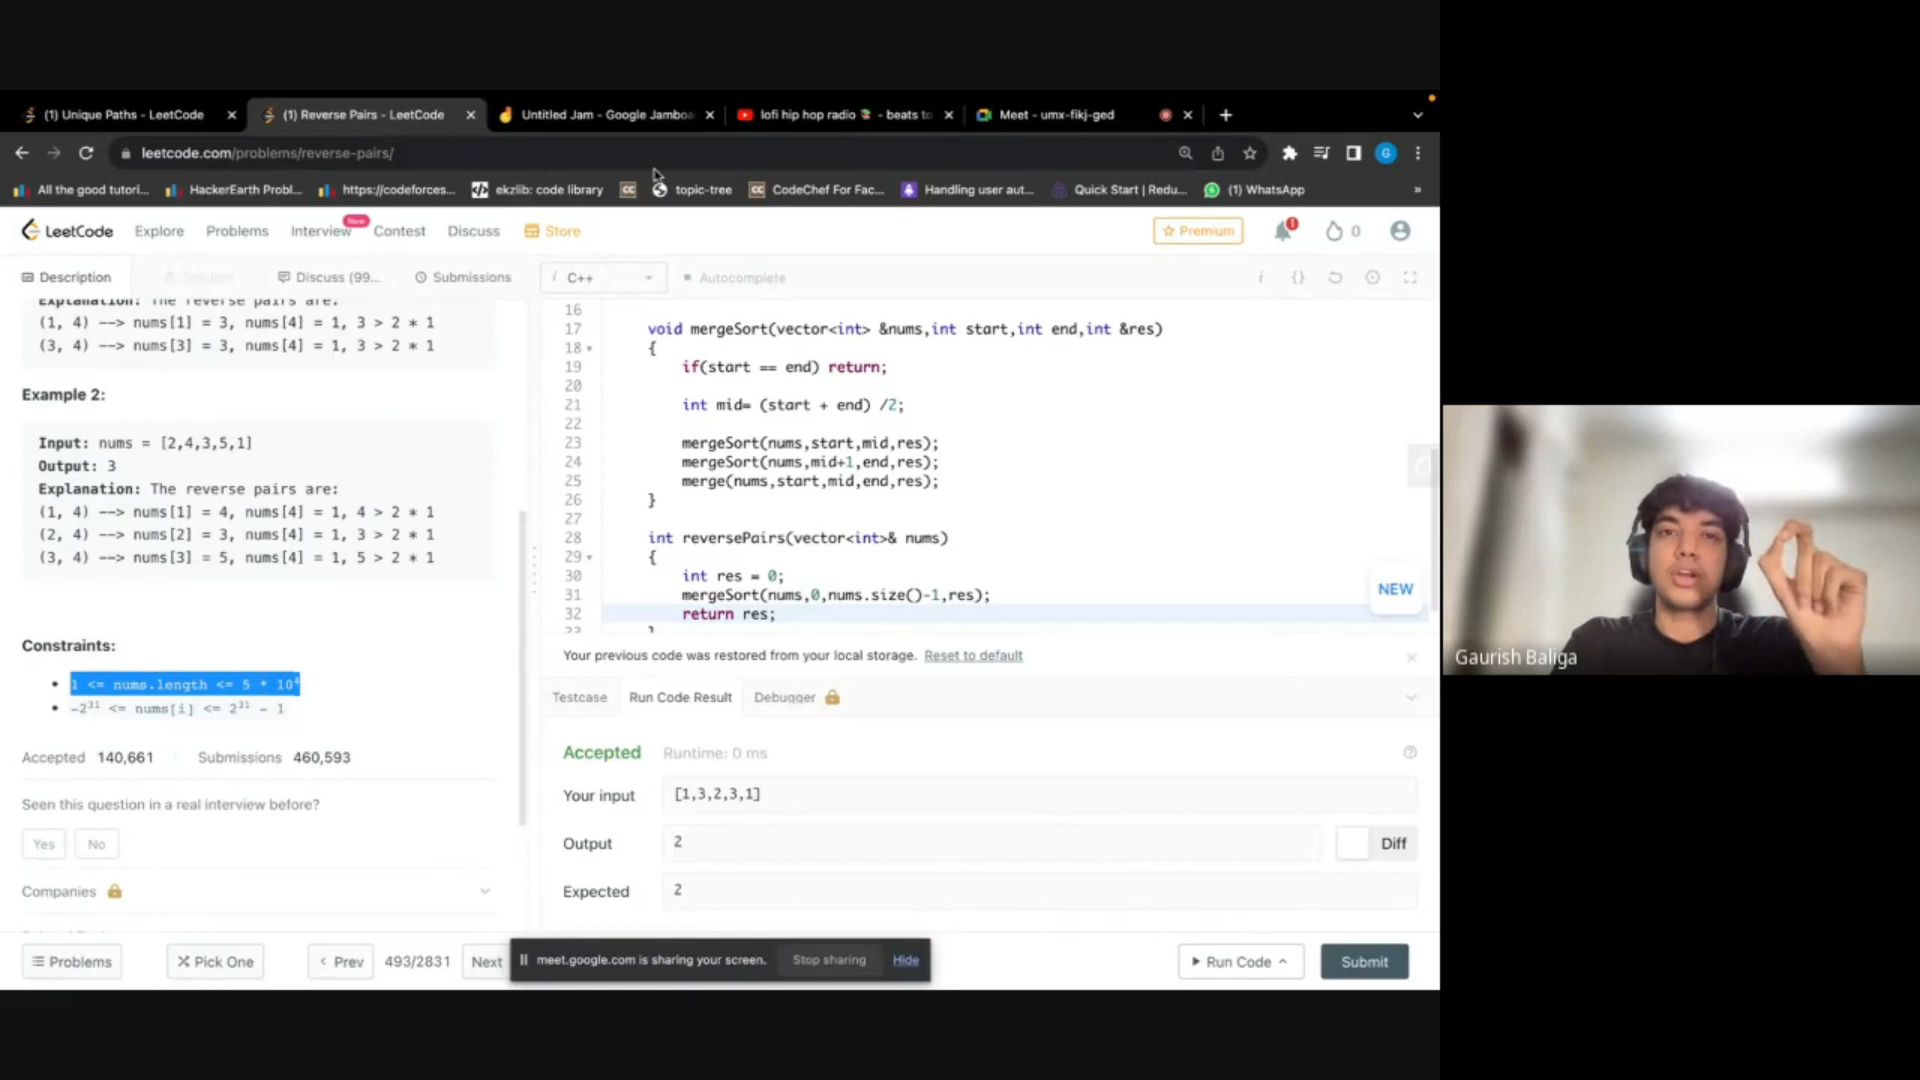 (1) Unique Paths - LeetCode
(1) Reverse Pairs - LeetCode
Untitled Jam - Google Jamboa
lofi hip hop radio - beats to
Meet - umx-fikj-ged
leetcode.com/problems/reverse-pairs/
G
All the good tutori...
HackerEarth Probl...
https://codeforces...
ekzlib: code library
CC
topic-tree
CC CodeChef For Fac...
Handling user aut...
Quick Start | Redu...
(1) WhatsApp
»
LeetCode
Explore
Problems
Interview
New
Contest
Discuss
Store
Premium
1
0
Description
Solution
Discuss (99...
Submissions
i C++
Autocomplete
Explanation: The reverse pairs are:
(1, 4) --> nums[1] = 3, nums[4] = 1, 3 > 2 * 1
(3, 4) --> nums[3] = 3, nums[4] = 1, 3 > 2 * 1
Example 2:
Input: nums = [2,4,3,5,1]
Output: 3
Explanation: The reverse pairs are:
(1, 4) --> nums[1] = 4, nums[4] = 1, 4 > 2 * 1
(2, 4) --> nums[2] = 3, nums[4] = 1, 3 > 2 * 1
(3, 4) --> nums[3] = 5, nums[4] = 1, 5 > 2 * 1
Constraints:
• 1 <= nums.length <= 5 * 10⁴
• -2³¹ <= nums[i] <= 2³¹ - 1
Accepted 140,661
Submissions 460,593
Seen this question in a real interview before?
Yes
No
Companies
16
17 void mergeSort(vector<int> &nums,int start,int end,int &res)
18 {
19 if(start == end) return;
20
21 int mid= (start + end) /2;
22
23 mergeSort(nums,start,mid,res);
24 mergeSort(nums,mid+1,end,res);
25 merge(nums,start,mid,end,res);
26 }
27
28 int reversePairs(vector<int>& nums)
29 {
30 int res = 0;
31 mergeSort(nums,0,nums.size()-1,res);
32 return res;
33 }
NEW
Your previous code was restored from your local storage. Reset to default
Testcase
Run Code Result
Debugger
Accepted Runtime: 0 ms
Your input [1,3,2,3,1]
Output 2
Diff
Expected 2
Problems
Pick One
Prev
493/2831
Next
meet.google.com is sharing your screen.
Stop sharing
Hide
Run Code
Submit
Gaurish Baliga